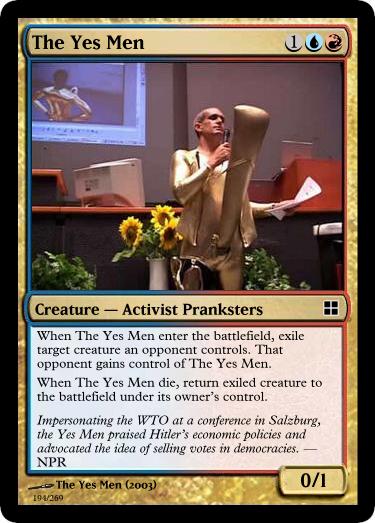 The Yes Men
1
Creature — Activist Pranksters
When The Yes Men enter the battlefield, exile
target creature an opponent controls. That
opponent gains control of The Yes Men.
When The Yes Men die, return exiled creature to
the battlefield under its owner's control.
Impersonating the WTO at a conference in Salzburg,
the Yes Men praised Hitler's economic policies and
advocated the idea of selling votes in democracies. —
NPR
0/1
The Yes Men (2003)
194/269